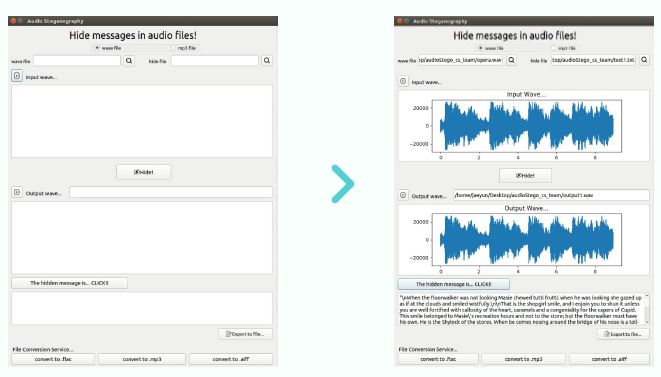 Audio Steganography
Hide messages in audio files!
wave file
mp3 file
wave file
hide file
Input wave...
Hide!
Output wave...
The hidden message is... CLICK!!
Export to file...
File Conversion Service...
convert to .flac
convert to .mp3
convert to .aiff
Audio Steganography
Hide messages in audio files!
wave file
mp3 file
wave file
op/audioStego_cs_team/opera.wav
hide file
top/audioStego_cs_team/test1.txt
Input wave...
Input Wave...
20000
0
−20000
0 2 4 6 8
Hide!
Output wave...
/home/jaeyun/Desktop/audioStego_cs_team/output1.wav
Output Wave...
20000
0
−20000
0 2 4 6 8
The hidden message is... CLICK!!
"\nWhen the floorwalker was not looking Masie chewed tutti frutti; when he was looking she gazed up
as if at the clouds and smiled wistfully.\n\nThat is the shopgirl smile, and I enjoin you to shun it unless
you are well fortified with callosity of the heart, caramels and a congeniality for the capers of Cupid.
This smile belonged to Masie\'s recreation hours and not to the store; but the floorwalker must have
his own. He is the Shylock of the stores. When he comes nosing around the bridge of his nose is a toll-
Export to file...
File Conversion Service...
convert to .flac
convert to .mp3
convert to .aiff